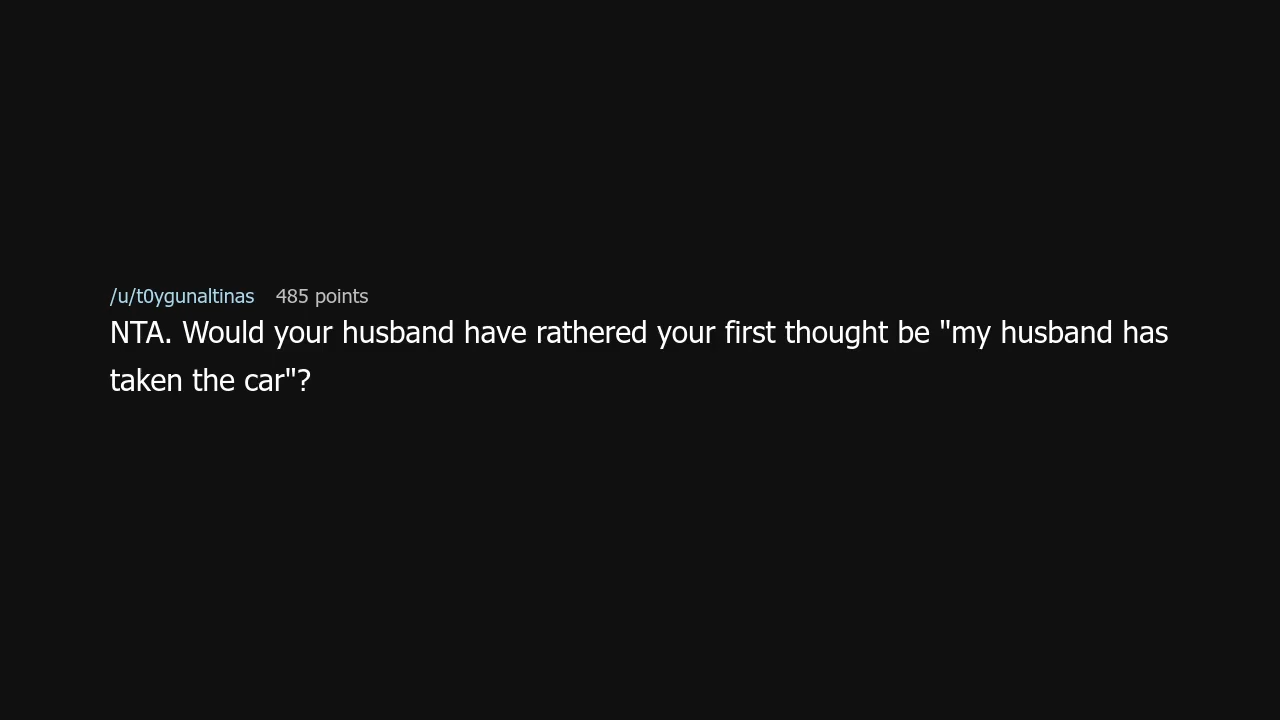 /u/t0ygunaltinas 485 points
NTA. Would your husband have rathered your first thought be "my husband has
taken the car"?